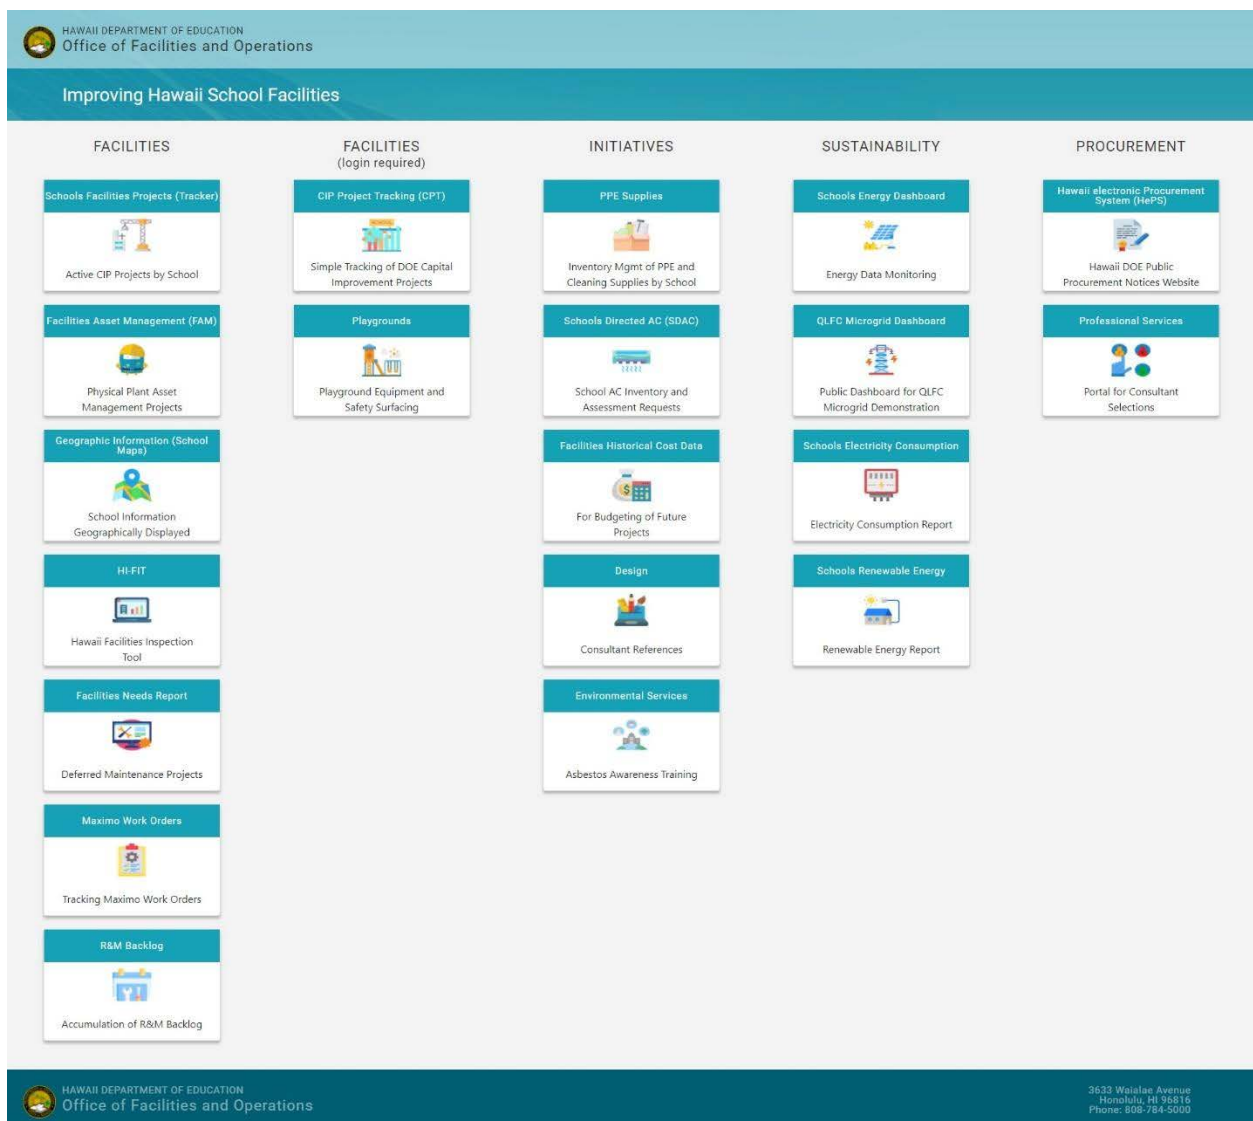 HAWAII DEPARTMENT OF EDUCATION
Office of Facilities and Operations
Improving Hawaii School Facilities
FACILITIES
Schools Facilities Projects (Tracker)
Active CIP Projects by School
Facilities Asset Management (FAM)
Physical Plant Asset
Management Projects
Geographic Information (School
Maps)
School Information
Geographically Displayed
HI-FIT
Hawaii Facilities Inspection
Tool
Facilities Needs Report
Deferred Maintenance Projects
Maximo Work Orders
Tracking Maximo Work Orders
R&M Backlog
Accumulation of R&M Backlog
FACILITIES
(login required)
CIP Project Tracking (CPT)
Simple Tracking of DOE Capital
Improvement Projects
Playgrounds
Playground Equipment and
Safety Surfacing
INITIATIVES
PPE Supplies
Inventory Mgmt of PPE and
Cleaning Supplies by School
Schools Directed AC (SDAC)
School AC Inventory and
Assessment Requests
Facilities Historical Cost Data
For Budgeting of Future
Projects
Design
Consultant References
Environmental Services
Asbestos Awareness Training
SUSTAINABILITY
Schools Energy Dashboard
Energy Data Monitoring
QLFC Microgrid Dashboard
Public Dashboard for QLFC
Microgrid Demonstration
Schools Electricity Consumption
Electricity Consumption Report
Schools Renewable Energy
Renewable Energy Report
PROCUREMENT
Hawaii electronic Procurement
System (HePS)
Hawaii DOE Public
Procurement Notices Website
Professional Services
Portal for Consultant
Selections
HAWAII DEPARTMENT OF EDUCATION
Office of Facilities and Operations
3633 Waialae Avenue
Honolulu, HI 96816
Phone: 808-784-5000